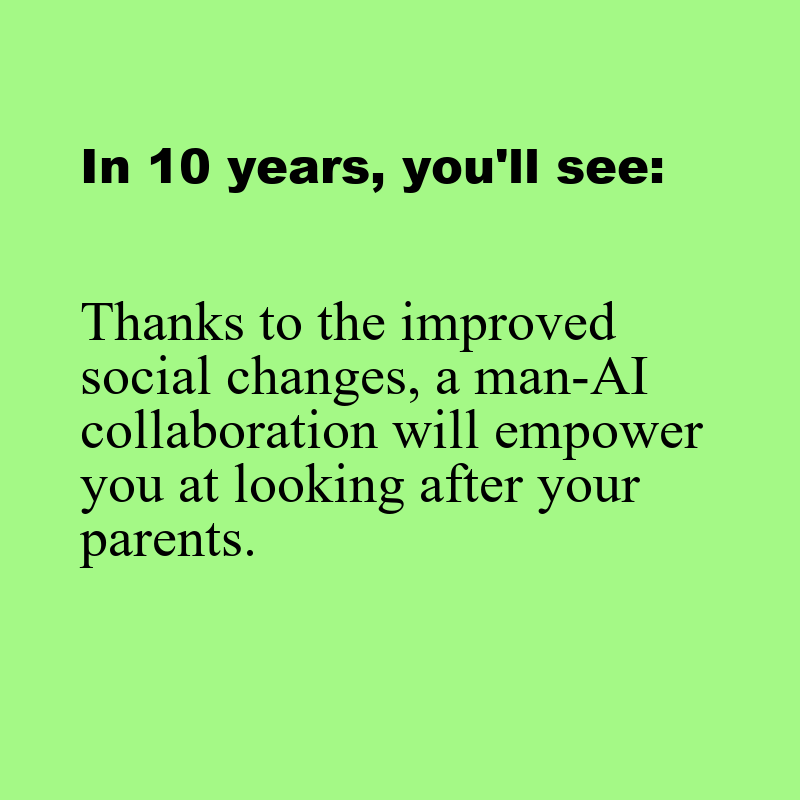 In 10 years, you'll see:
Thanks to the improved
social changes, a man-AI
collaboration will empower
you at looking after your
parents.